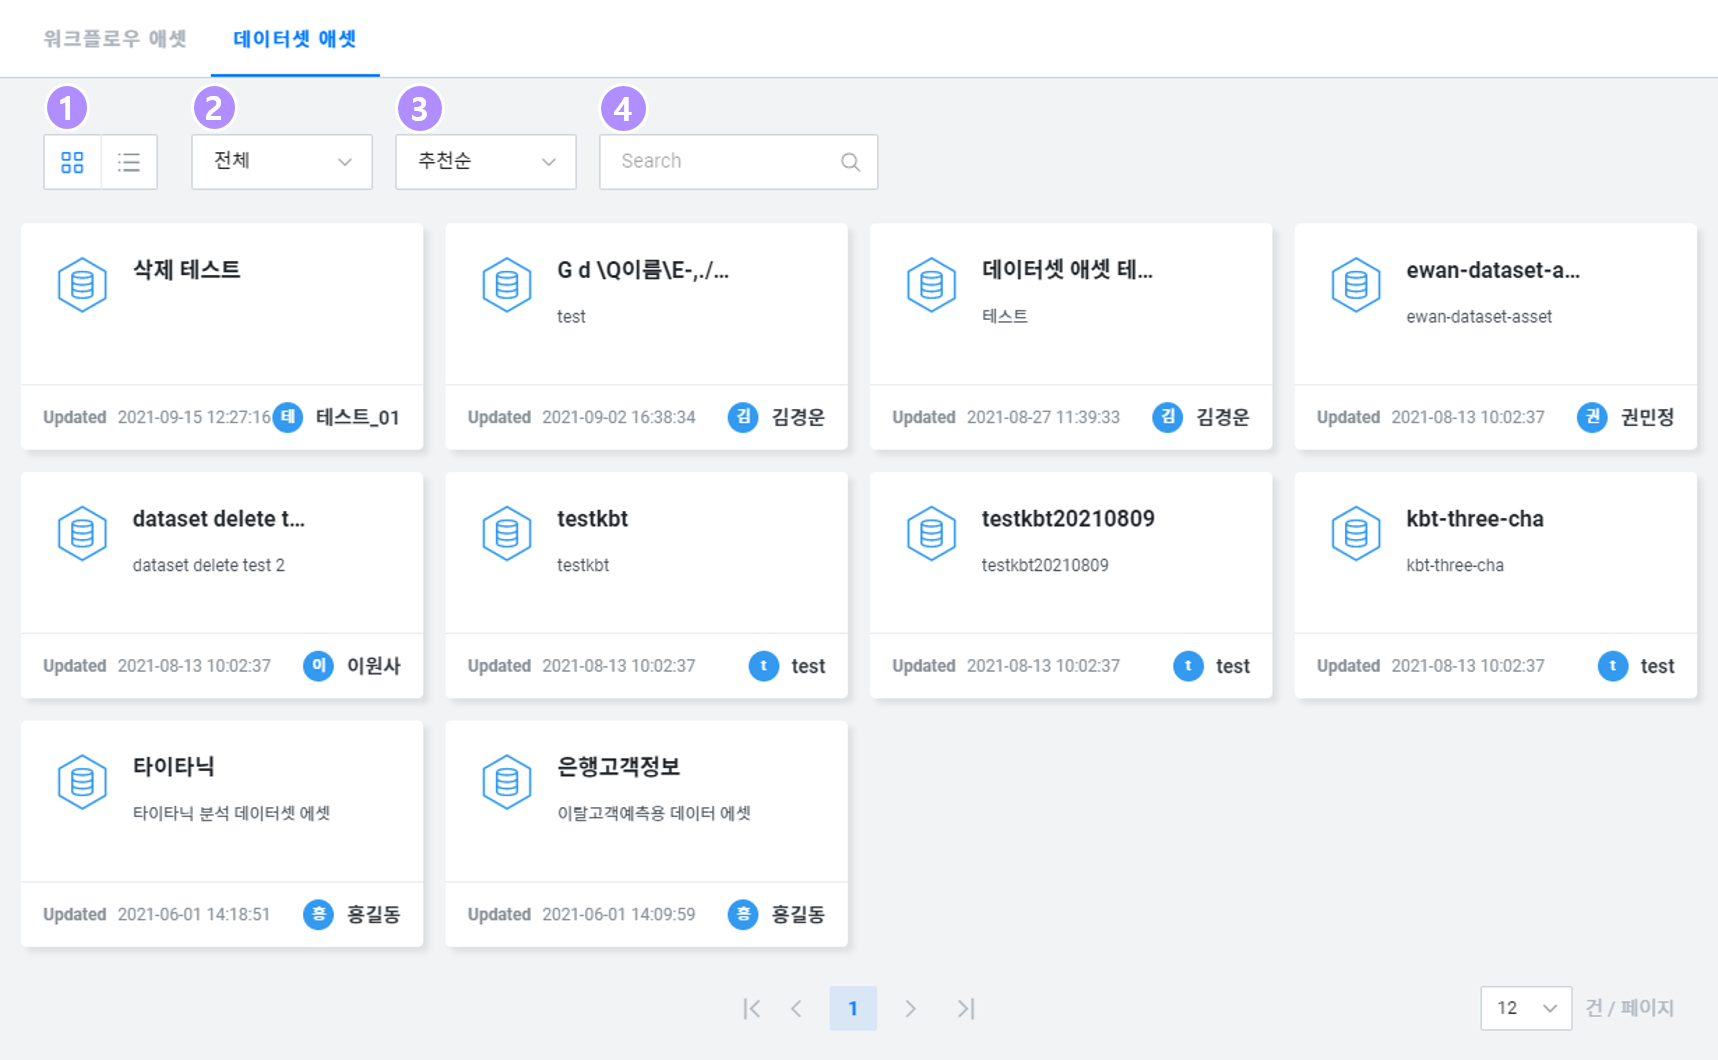 워크플로우 애셋 데이터셋 애셋
1 2 3 4
전체 추천순 Search
삭제 테스트
Updated 2021-09-15 12:27:16 테 테스트_01
G d \Q이름\E-,./...
test
Updated 2021-09-02 16:38:34 김 김경운
데이터셋 애셋 테...
테스트
Updated 2021-08-27 11:39:33 김 김경운
ewan-dataset-a...
ewan-dataset-asset
Updated 2021-08-13 10:02:37 권 권민정
dataset delete t...
dataset delete test 2
Updated 2021-08-13 10:02:37 이 이원사
testkbt
testkbt
Updated 2021-08-13 10:02:37 t test
testkbt20210809
testkbt20210809
Updated 2021-08-13 10:02:37 t test
kbt-three-cha
kbt-three-cha
Updated 2021-08-13 10:02:37 t test
타이타닉
타이타닉 분석 데이터셋 에셋
Updated 2021-06-01 14:18:51 홍 홍길동
은행고객정보
이탈고객예측용 데이터 에셋
Updated 2021-06-01 14:09:59 홍 홍길동
1 12 건 / 페이지